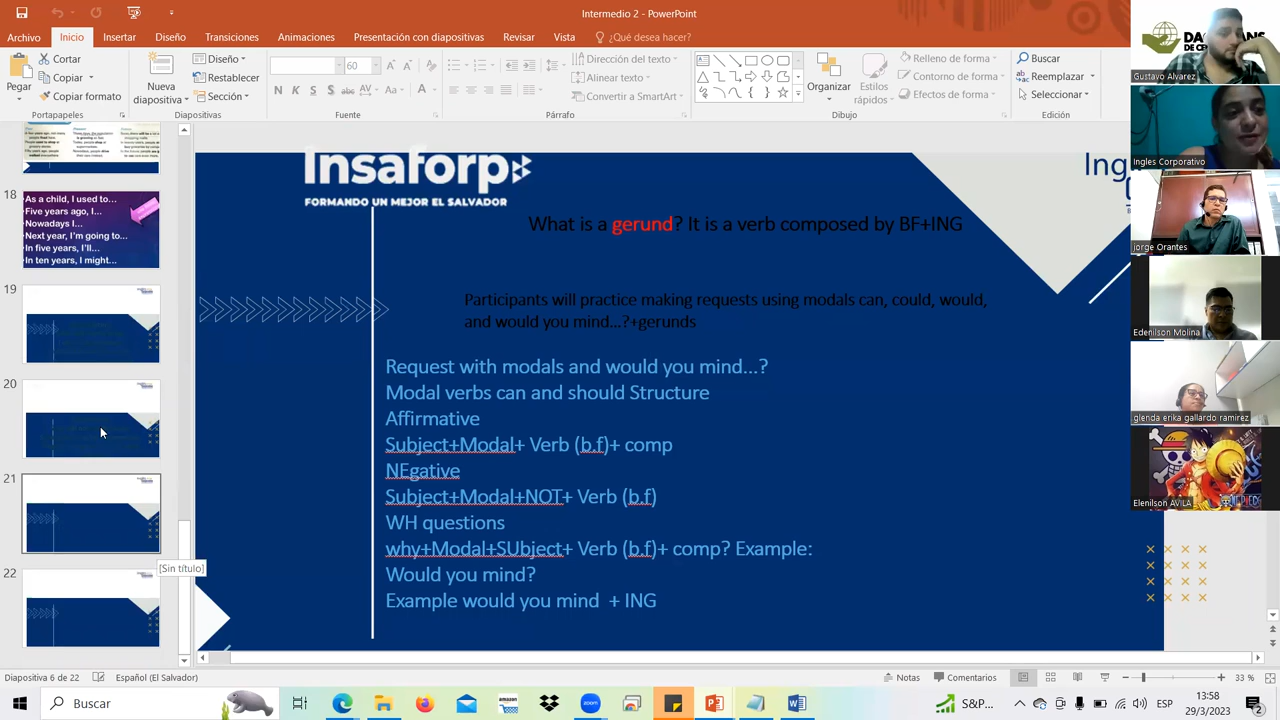 Intermedio 2 - PowerPoint
Archivo
Inicio
Insertar
Diseño
Transiciones
Animaciones
Presentación con diapositivas
Revisar
Vista
¿Qué desea hacer?
Pegar
Cortar
Copiar
Copiar formato
Portapapeles
Nueva
diapositiva
Diseño
Restablecer
Sección
Diapositivas
60
N K S abc AV Aa A
Fuente
Dirección del texto
Alinear texto
Convertir a SmartArt
Párrafo
Organizar
Estilos
rápidos
Relleno de forma
Contorno de forma
Efectos de forma
Dibujo
Buscar
Reemplazar
Seleccionar
Edición
18
As a child, I used to...
Five years ago, I...
Nowadays I...
Next year, I'm going to...
In five years, I'll...
In ten years, I might...
19
20
21
[Sin título]
22
Insaforp
FORMANDO UN MEJOR EL SALVADOR
Ing
What is a gerund? It is a verb composed by BF+ING
Participants will practice making requests using modals can, could, would,
and would you mind...?+gerunds
Request with modals and would you mind...?
Modal verbs can and should Structure
Affirmative
Subject+Modal+ Verb (b.f)+ comp
NEgative
Subject+Modal+NOT+ Verb (b.f)
WH questions
why+Modal+SUbject+ Verb (b.f)+ comp? Example:
Would you mind?
Example would you mind  + ING
DE CE
Gustavo Alvarez
Ingles Corporativo
jorge Orantes
Edenilson Molina
glenda erika gallardo ramirez
Elenilson AVILA
Diapositiva 6 de 22
Español (El Salvador)
Notas
Comentarios
33 %
Buscar
zoom
S&P...
ESP
13:58
29/3/2023
2